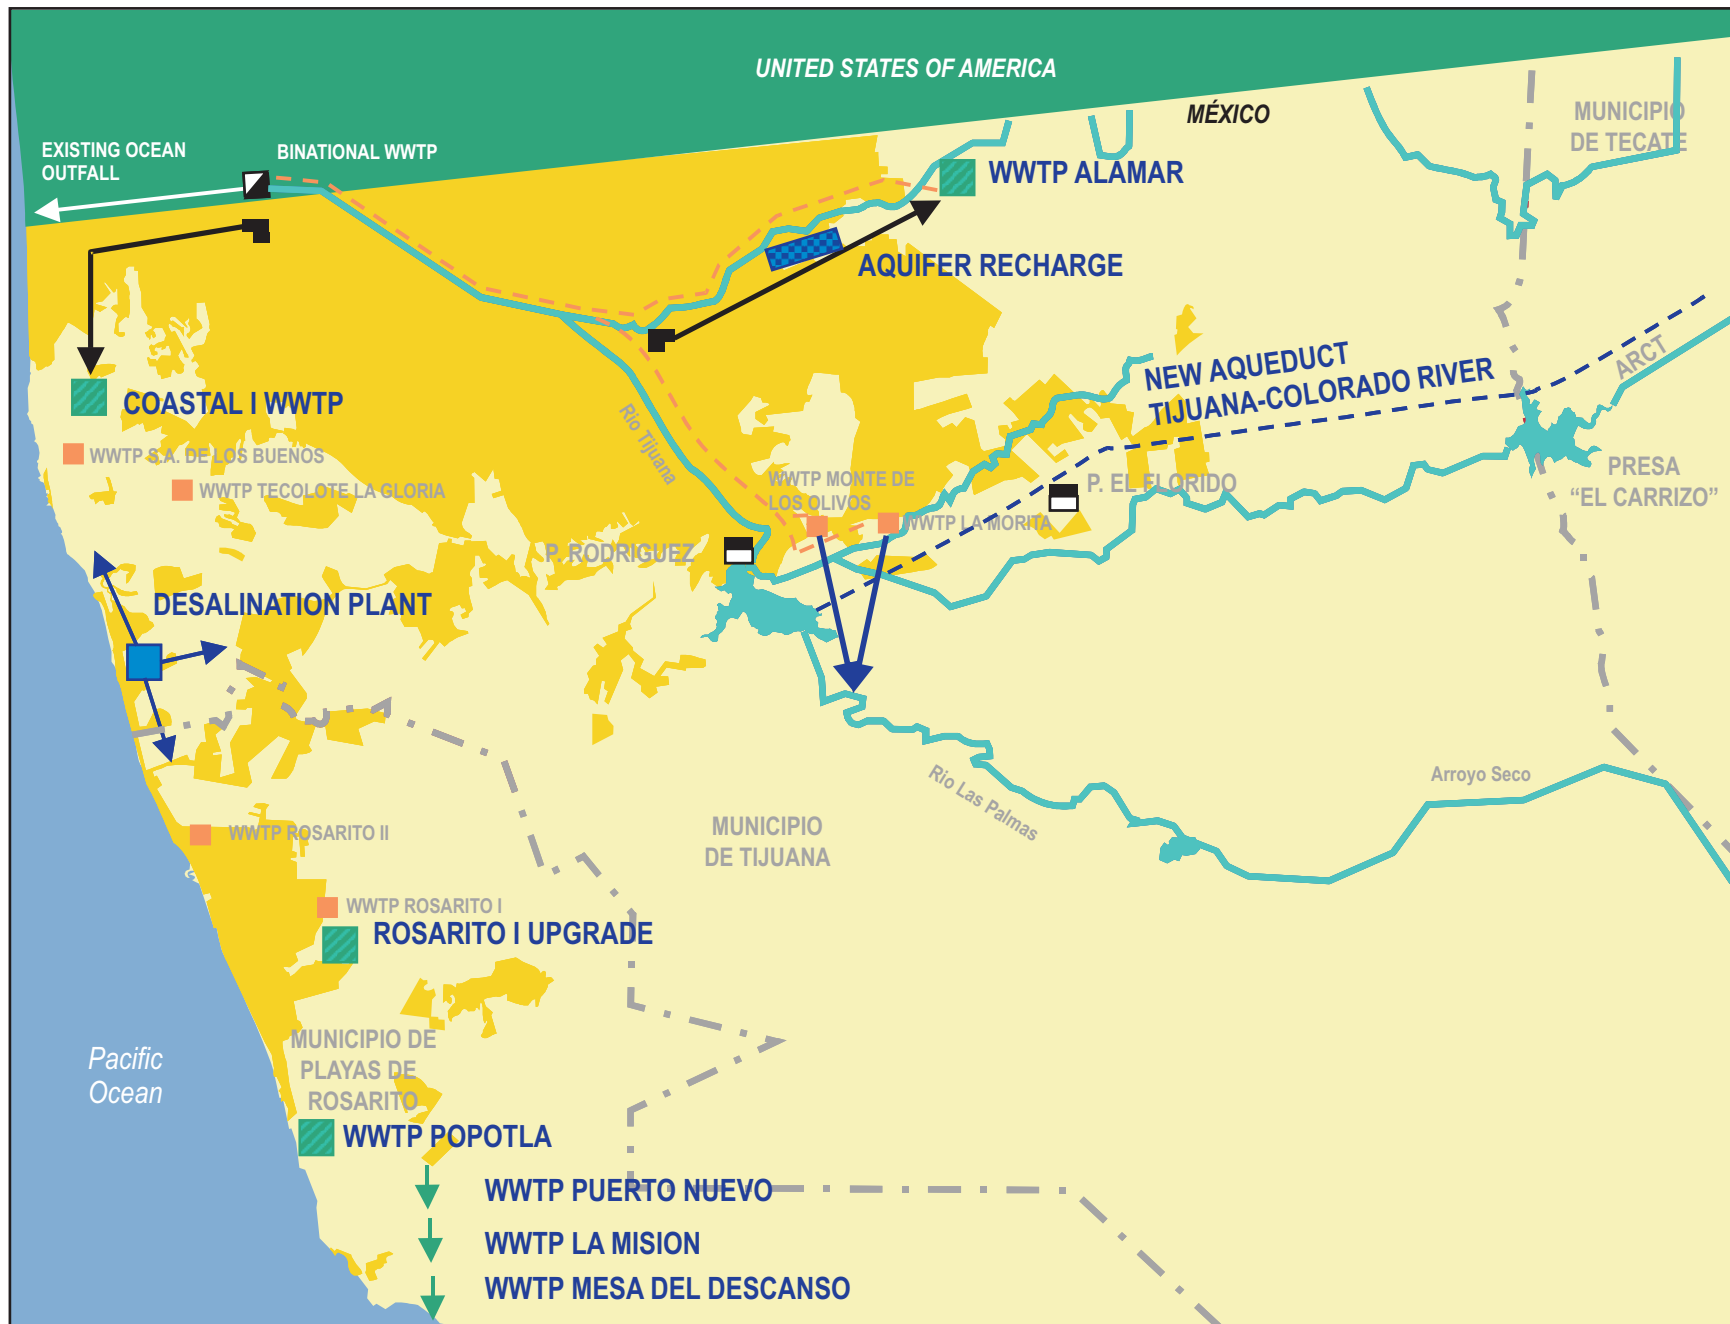 UNITED STATES OF AMERICA
MÉXICO
MUNICIPIO
DE TECATE
EXISTING OCEAN
OUTFALL
BINATIONAL WWTP
WWTP ALAMAR
AQUIFER RECHARGE
NEW AQUEDUCT
TIJUANA-COLORADO RIVER
ARCT
COASTAL I WWTP
Rio Tijuana
WWTP S.A. DE LOS BUENOS
WWTP TECOLOTE LA GLORIA
WWTP MONTE DE
LOS OLIVOS
P. EL FLORIDO
PRESA
“EL CARRIZO”
WWTP LA MORITA
P. RODRIGUEZ
DESALINATION PLANT
Rio Las Palmas
Arroyo Seco
MUNICIPIO
DE TIJUANA
WWTP ROSARITO II
WWTP ROSARITO I
ROSARITO I UPGRADE
Pacific
Ocean
MUNICIPIO DE
PLAYAS DE
ROSARITO
WWTP POPOTLA
WWTP PUERTO NUEVO
WWTP LA MISION
WWTP MESA DEL DESCANSO